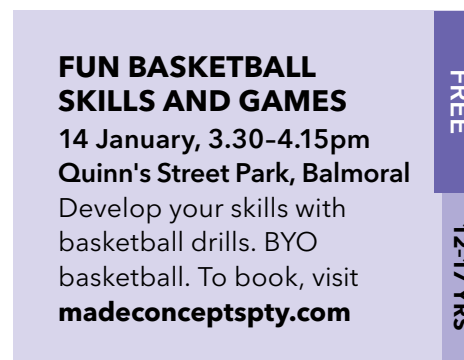 FUN BASKETBALL
SKILLS AND GAMES
14 January, 3.30–4.15pm
Quinn's Street Park, Balmoral
Develop your skills with
basketball drills. BYO
basketball. To book, visit
madeconceptspty.com
FREE
12–17 YRS